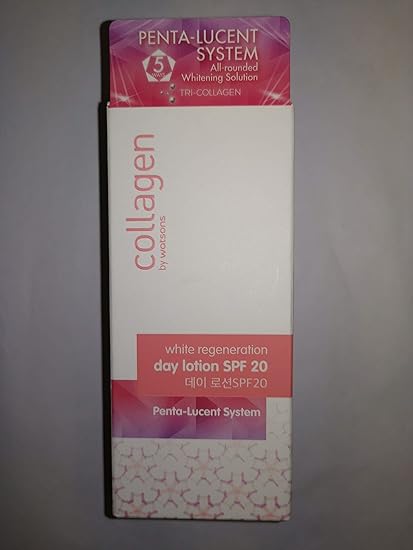 PENTA-LUCENT
SYSTEM
5
WAYS
All-rounded
Whitening Solution
TRI-COLLAGEN
collagen
by watsons
white regeneration
day lotion SPF 20
데이 로션SPF20
Penta-Lucent System